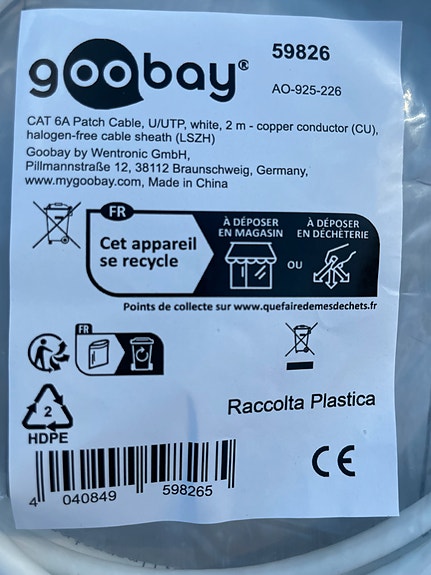 goobay®
59826
AO-925-226
CAT 6A Patch Cable, U/UTP, white, 2 m - copper conductor (CU),
halogen-free cable sheath (LSZH)
Goobay by Wentronic GmbH,
Pillmannstraße 12, 38112 Braunschweig, Germany,
www.mygoobay.com, Made in China
FR
Cet appareil
se recycle
À DÉPOSER
EN MAGASIN
OU
À DÉPOSER
EN DÉCHÈTERIE
Points de collecte sur www.quefairedemesdechets.fr
FR
2
HDPE
Raccolta Plastica
4 040849 598265
CE